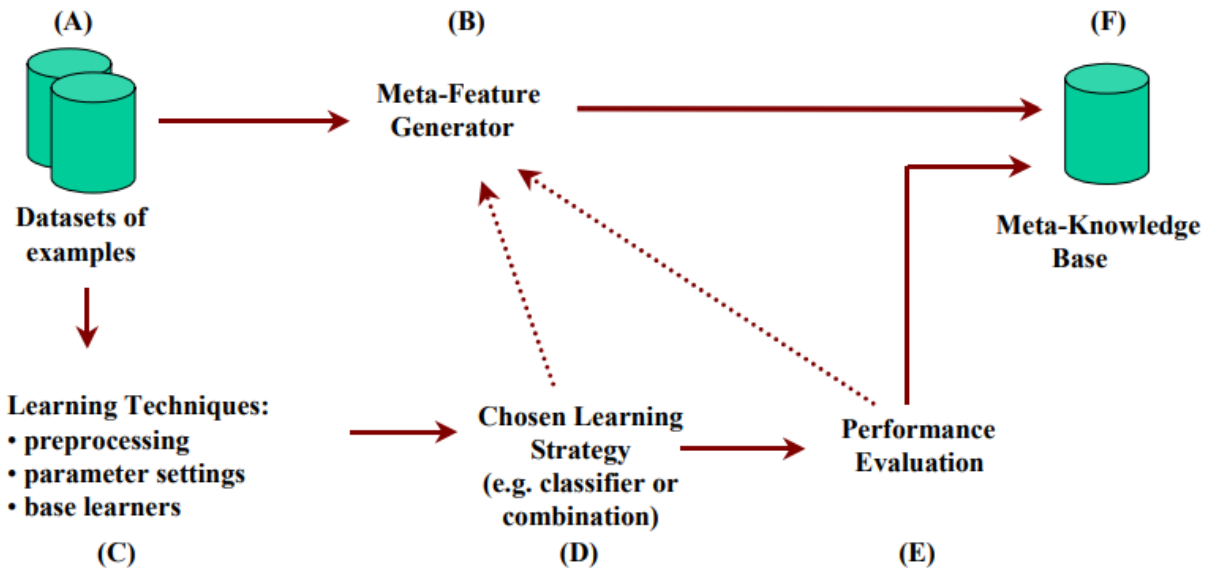 (A)
(B)
(F)
Meta-Feature
Generator
Datasets of
examples
Meta-Knowledge
Base
Learning Techniques:
• preprocessing
• parameter settings
• base learners
Chosen Learning
Strategy
(e.g. classifier or
combination)
Performance
Evaluation
(C)
(D)
(E)